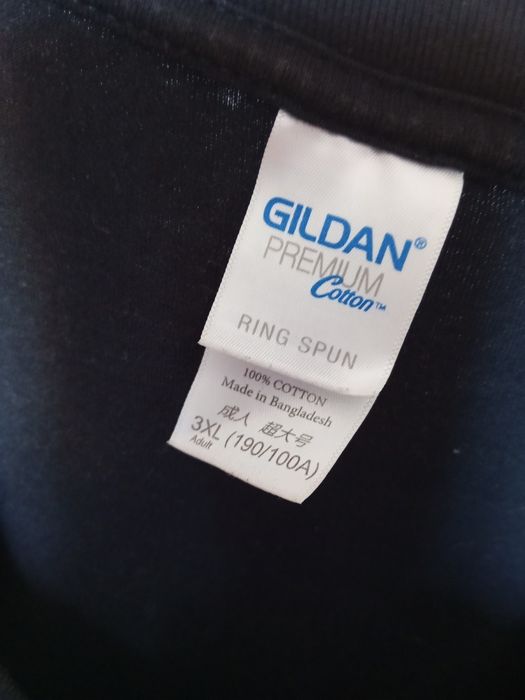 GILDAN®
PREMIUM
Cotton™
RING SPUN
100% COTTON
Made in Bangladesh
成人 超大号
3XL (190/100A)
Adult